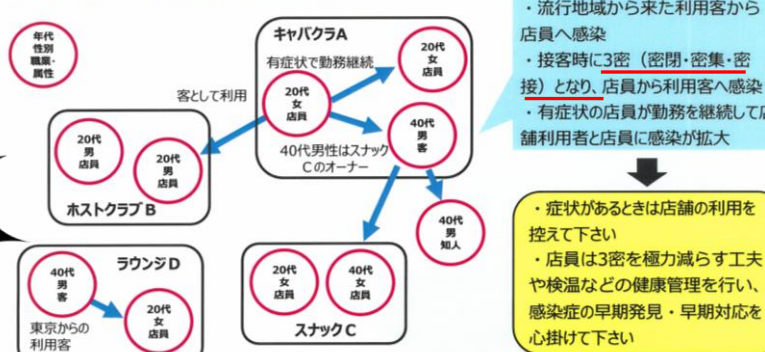 年代
性別
職業・
属性
キャバクラA
有症状で勤務継続
20代
女
店員
20代
女
店員
客として利用
40代
男
客
40代男性はスナック
Cのオーナー
20代
男
店員
20代
男
店員
ホストクラブB
40代
男
知人
ラウンジD
40代
男
客
20代
女
店員
東京からの
利用客
20代
女
店員
40代
女
店員
スナックC
・流行地域から来た利用客から
店員へ感染
・接客時に3密（密閉・密集・密
接）となり、店員から利用客へ感染
・有症状の店員が勤務を継続して
舗利用者と店員に感染が拡大
・症状があるときは店舗の利用を
控えて下さい
・店員は3密を極力減らす工夫
や検温などの健康管理を行い、
感染症の早期発見・早期対応を
心掛けて下さい